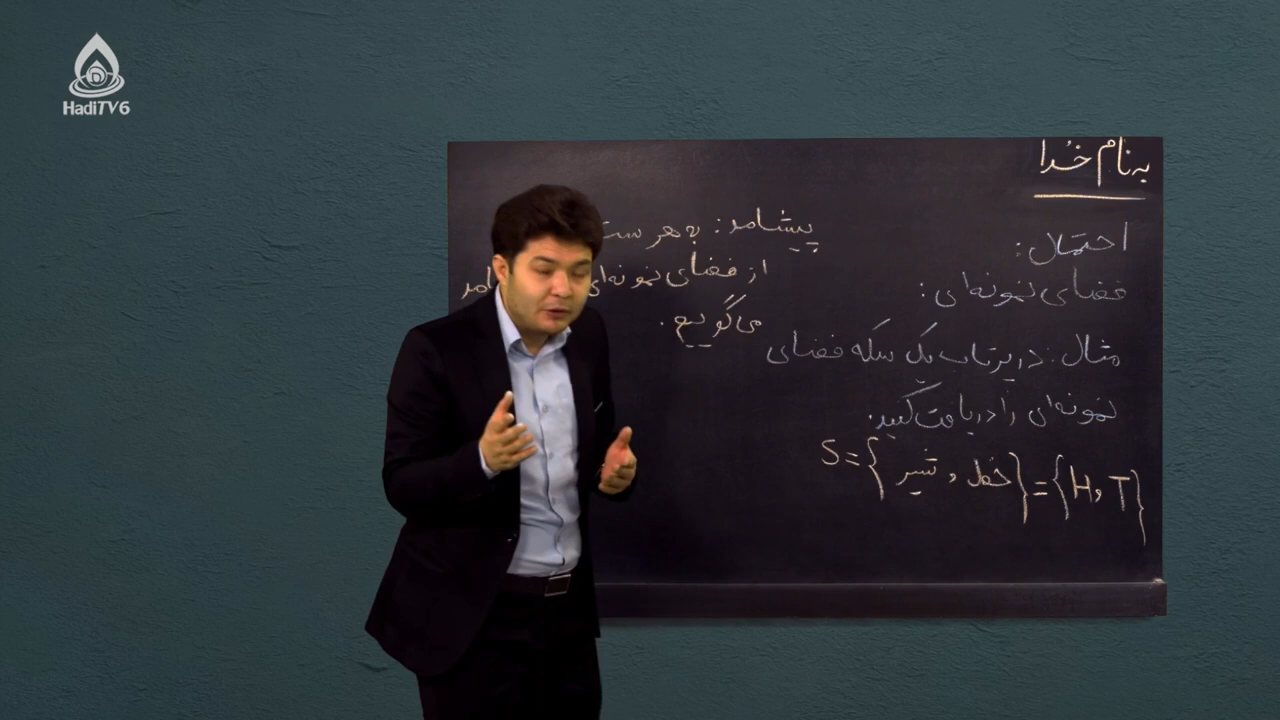 HadiTV6
به نام خُدا
احتمال:
فضای نمونه‌ای:
مثال: در پرتاب یک سکه فضای
نمونه‌ای را دریافت کنید.
S={خط و شیر}={H, T}
پیشامد: به هر
از فضای نمونه‌ای
می‌گوییم.